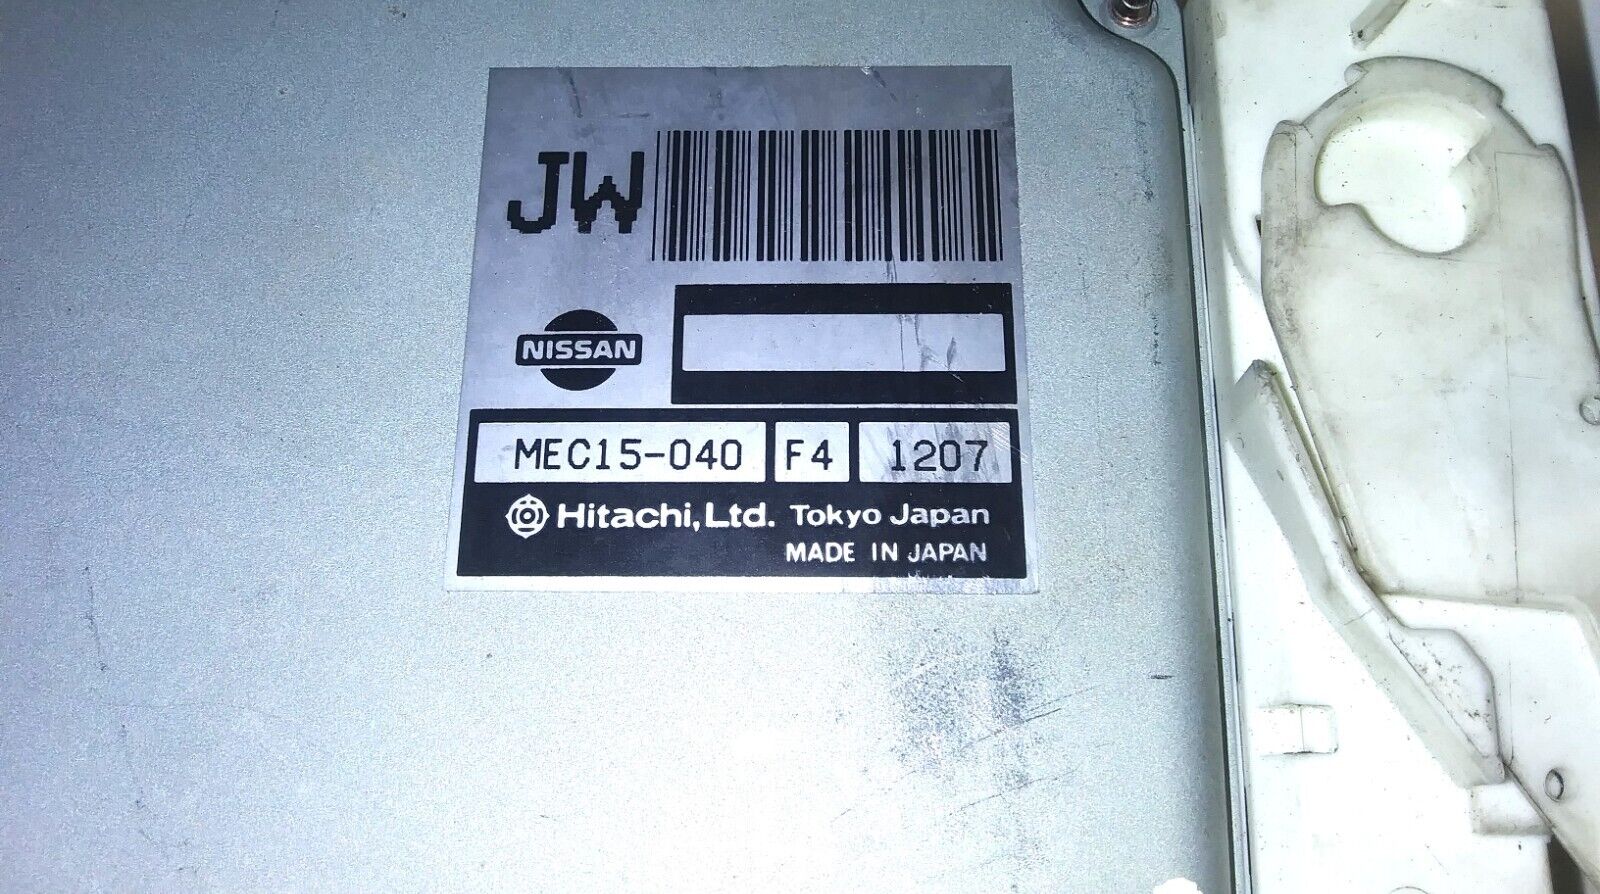 JW
NISSAN
MEC15-040 F4 1207
Hitachi, Ltd. Tokyo Japan
MADE IN JAPAN